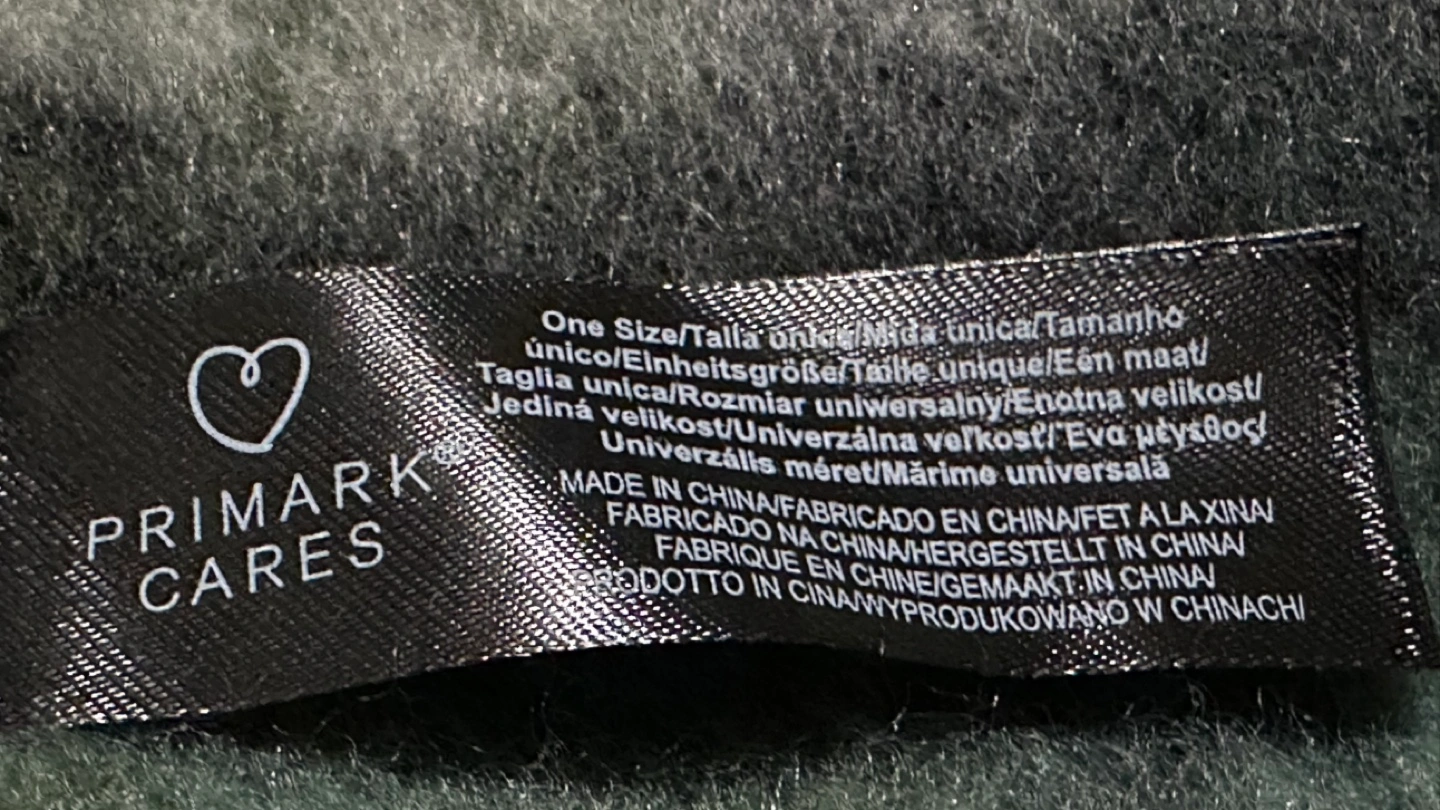 PRIMARK®
CARES
One Size/Talla única/Mida única/Tamanho
único/Einheitsgröße/Taille unique/Eén maat/
Taglia unica/Rozmiar uniwersalny/Enotna velikost/
Jediná velikost/Univerzálna veľkosť/Ένα μέγεθος/
Univerzális méret/Mărime universală
MADE IN CHINA/FABRICADO EN CHINA/FET A LA XINA/
FABRICADO NA CHINA/HERGESTELLT IN CHINA/
FABRIQUE EN CHINE/GEMAAKT IN CHINA/
PRODOTTO IN CINA/WYPRODUKOWANO W CHINACH/